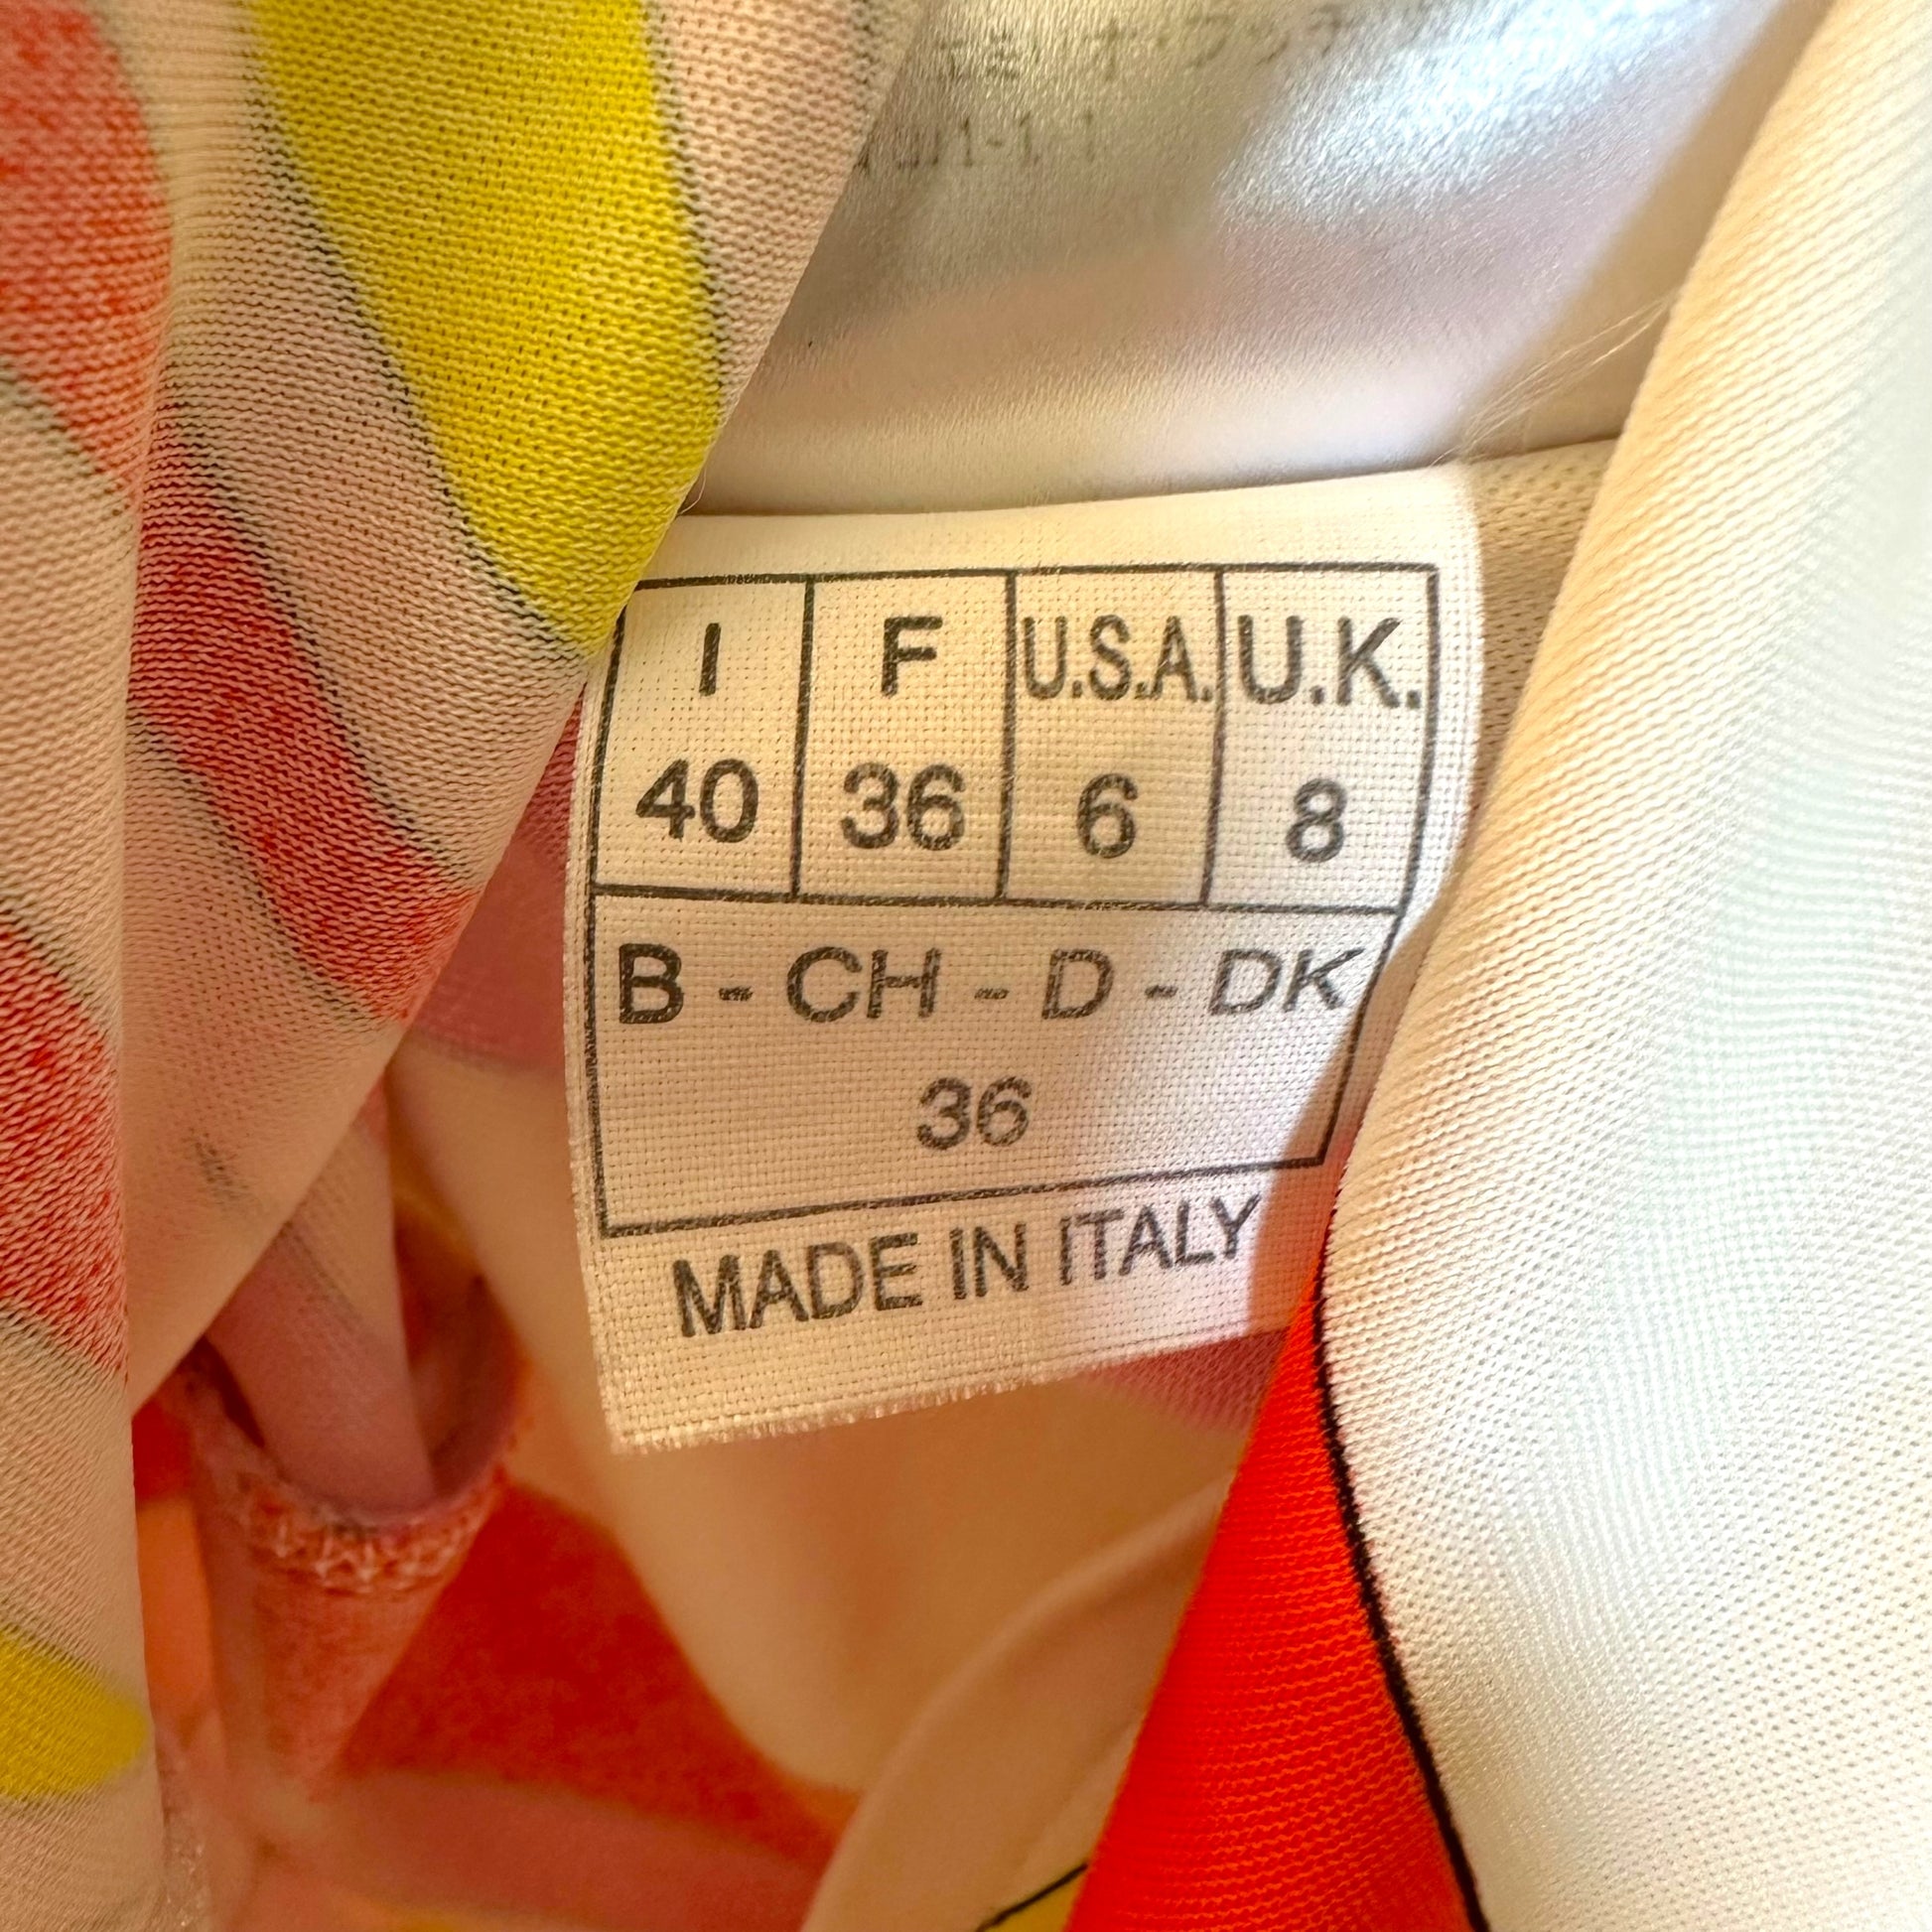 I F U.S.A. U.K.
40 36 6 8
B - CH - D - DK
36
MADE IN ITALY